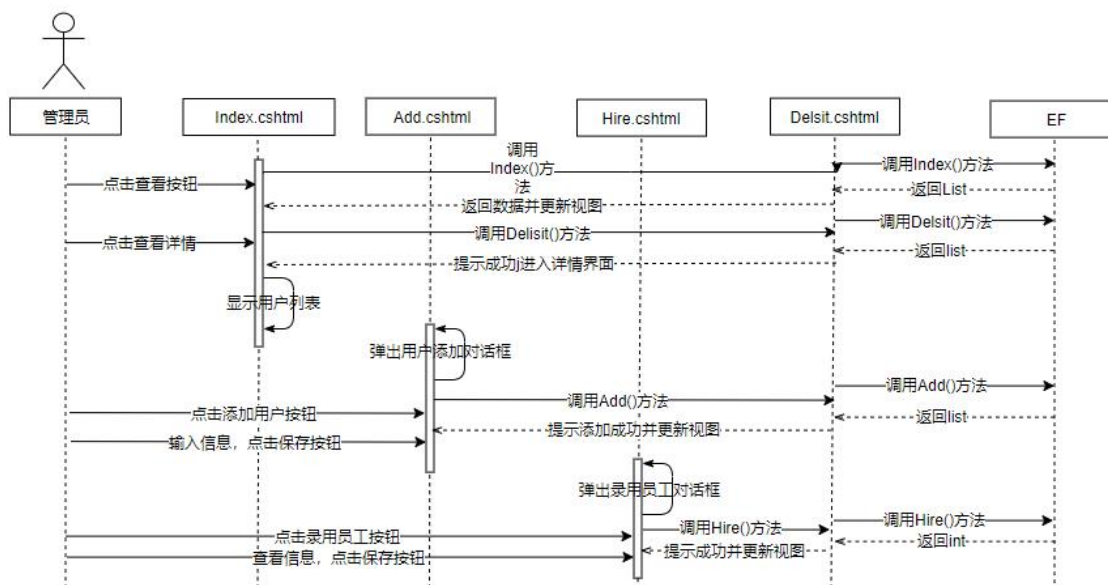 管理员
Index.cshtml
Add.cshtml
Hire.cshtml
Delsit.cshtml
EF
调用
Index()方
法
调用Index()方法
点击查看按钮
返回List
返回数据并更新视图
调用Delsit()方法
调用Delisit()方法
点击查看详情
返回list
提示成功j进入详情界面
显示用户列表
弹出用户添加对话框
调用Add()方法
调用Add()方法
点击添加用户按钮
返回list
提示添加成功并更新视图
输入信息，点击保存按钮
弹出录用员工对话框
调用Hire()方法
调用Hire()方法
点击录用员工按钮
返回int
提示成功并更新视图
查看信息，点击保存按钮